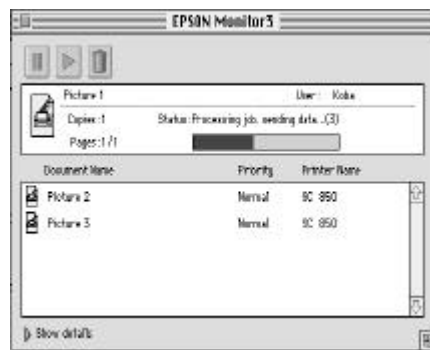 EPSON Monitor3
Picture 1 User: Koba
Copies:1 Status:Processing job, sending data...(3)
Pages:1/1
Document Name Priority Printer Name
Picture 2 Normal SC 850
Picture 3 Normal SC 850
Show details